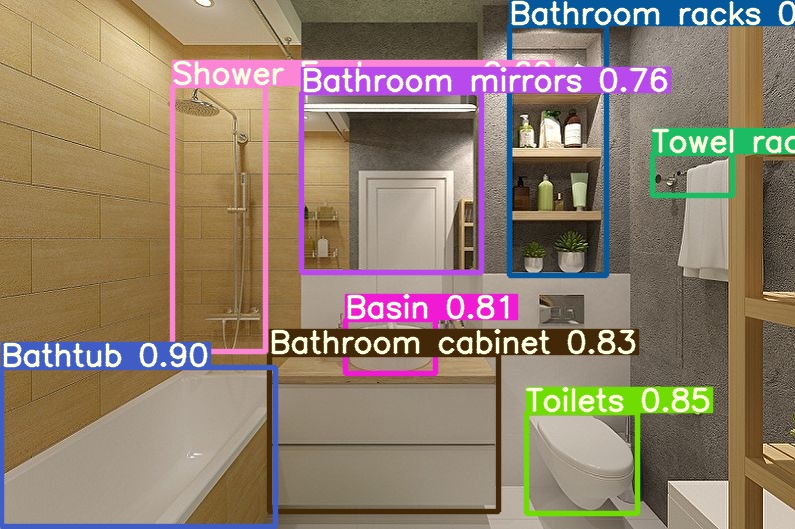 Bathroom racks 0
Shower
Bathroom mirrors 0.76
Towel rac
Basin 0.81
Bathroom cabinet 0.83
Bathtub 0.90
Toilets 0.85